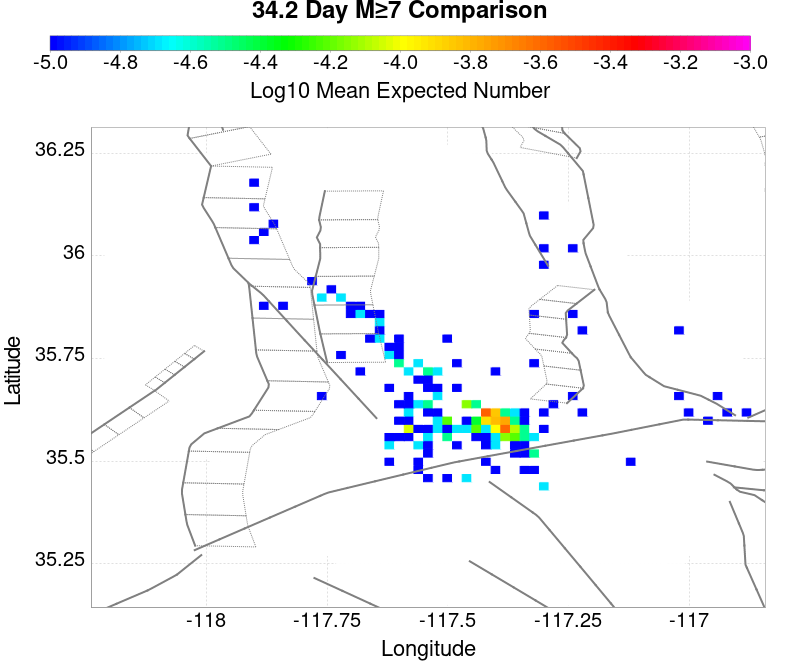 34.2 Day M≥7 Comparison
-5.0 -4.8 -4.6 -4.4 -4.2 -4.0 -3.8 -3.6 -3.4 -3.2 -3.0
Log10 Mean Expected Number
36.25
36
35.75
35.5
35.25
Latitude
-118 -117.75 -117.5 -117.25 -117
Longitude